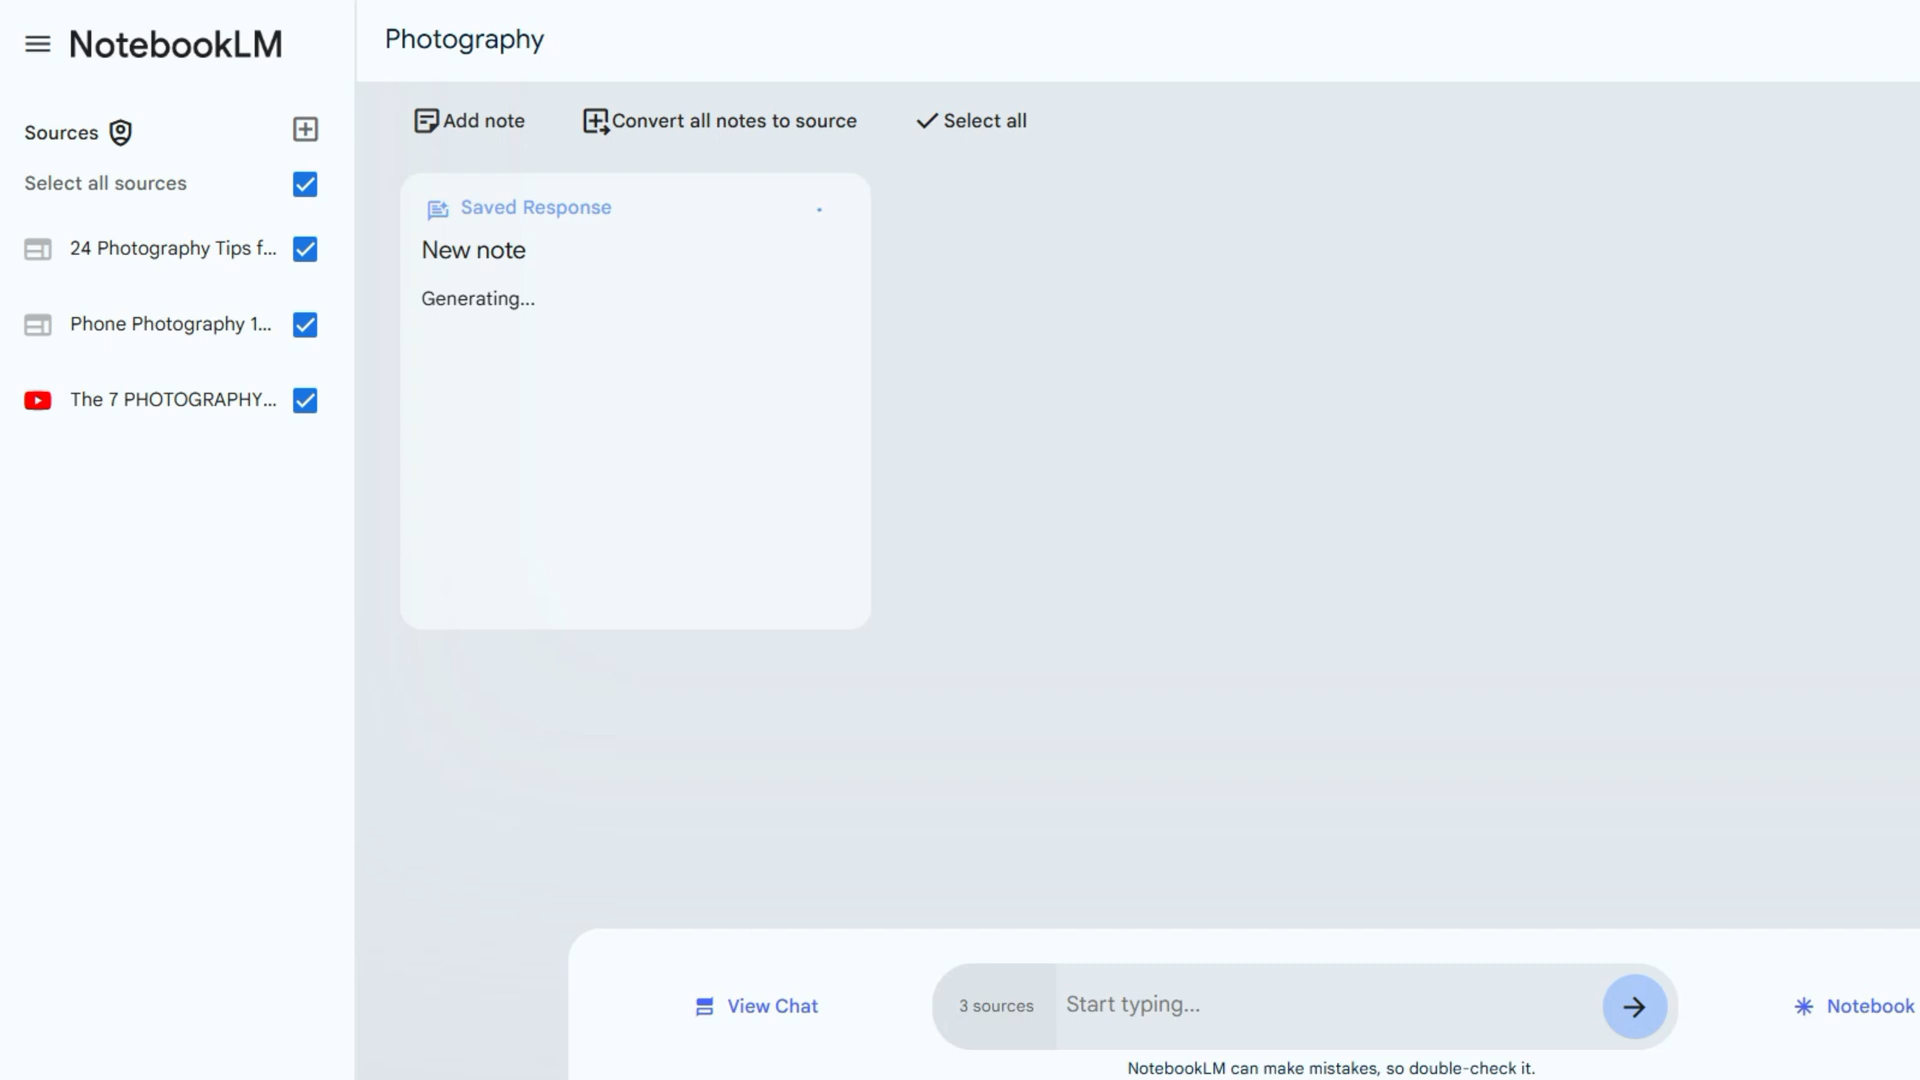 NotebookLM
Photography
Sources
Select all sources
24 Photography Tips f...
Phone Photography 1...
The 7 PHOTOGRAPHY...
Add note
Convert all notes to source
Select all
Saved Response
New note
Generating...
View Chat
3 sources
Start typing...
Notebook
NotebookLM can make mistakes, so double-check it.